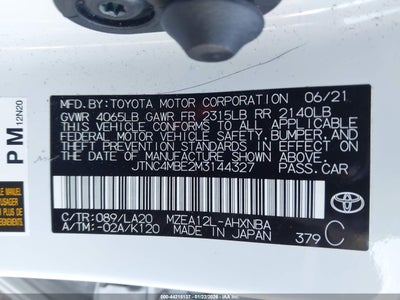 MFD. BY: TOYOTA MOTOR CORPORATION 06/21
GVWR 4065LB GAWR FR 2315LB RR 2140LB
THIS VEHICLE CONFORMS TO ALL APPLICABLE
FEDERAL MOTOR VEHICLE SAFETY, BUMPER, AND
THEFT PREVENTION STANDARDS IN EFFECT ON
THE DATE OF MANUFACTURE SHOWN ABOVE.
JTNC4MBE2M3144327 PASS.CAR
C/TR:089/LA20 MZEA12L-AHXNBA
A/TM:-02A/K120 MADE IN JAPAN 379 C
TOYOTA
PM 12N20